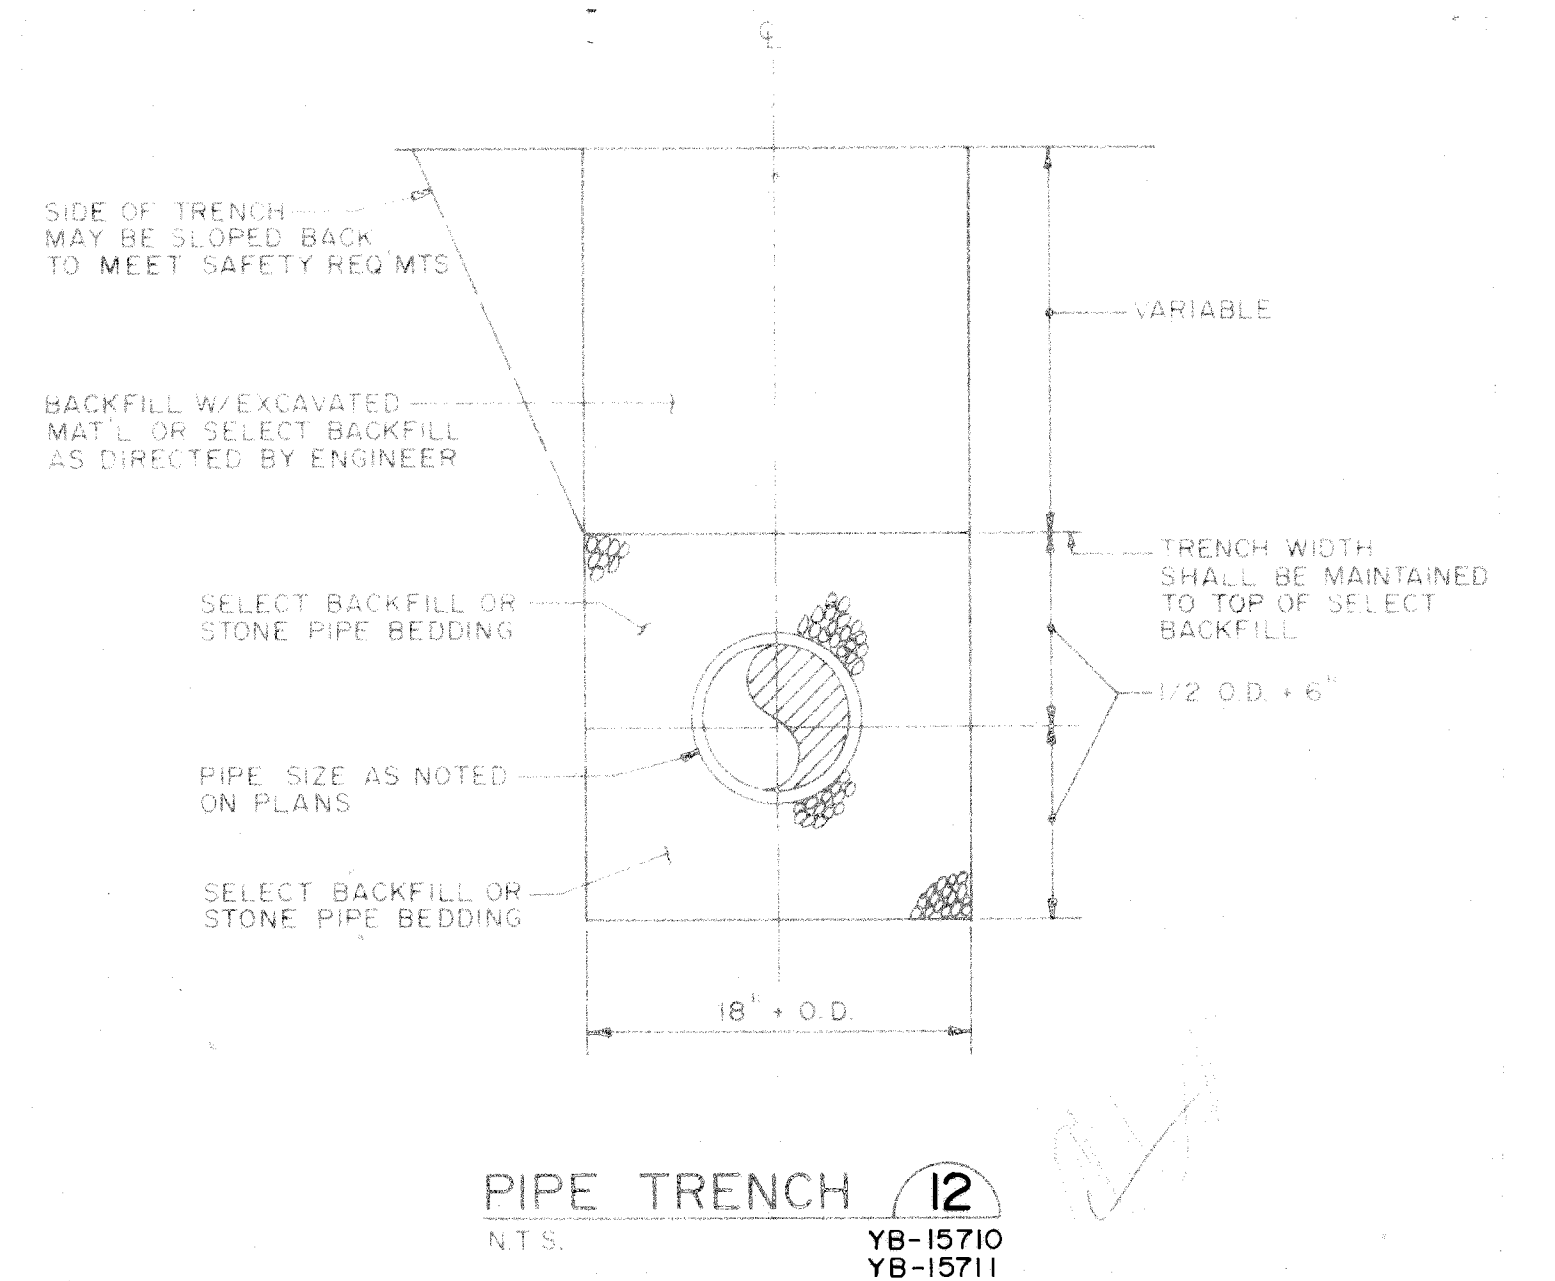 ℄
SIDE OF TRENCH
MAY BE SLOPED BACK
TO MEET SAFETY REQ'MTS
VARIABLE
BACKFILL W/EXCAVATED
MAT'L OR SELECT BACKFILL
AS DIRECTED BY ENGINEER
TRENCH WIDTH
SHALL BE MAINTAINED
TO TOP OF SELECT
BACKFILL
SELECT BACKFILL OR
STONE PIPE BEDDING
1/2 O.D. + 6"
PIPE SIZE AS NOTED
ON PLANS
SELECT BACKFILL OR
STONE PIPE BEDDING
18" + O.D.
PIPE TRENCH 12
N.T.S.
YB-15710
YB-15711